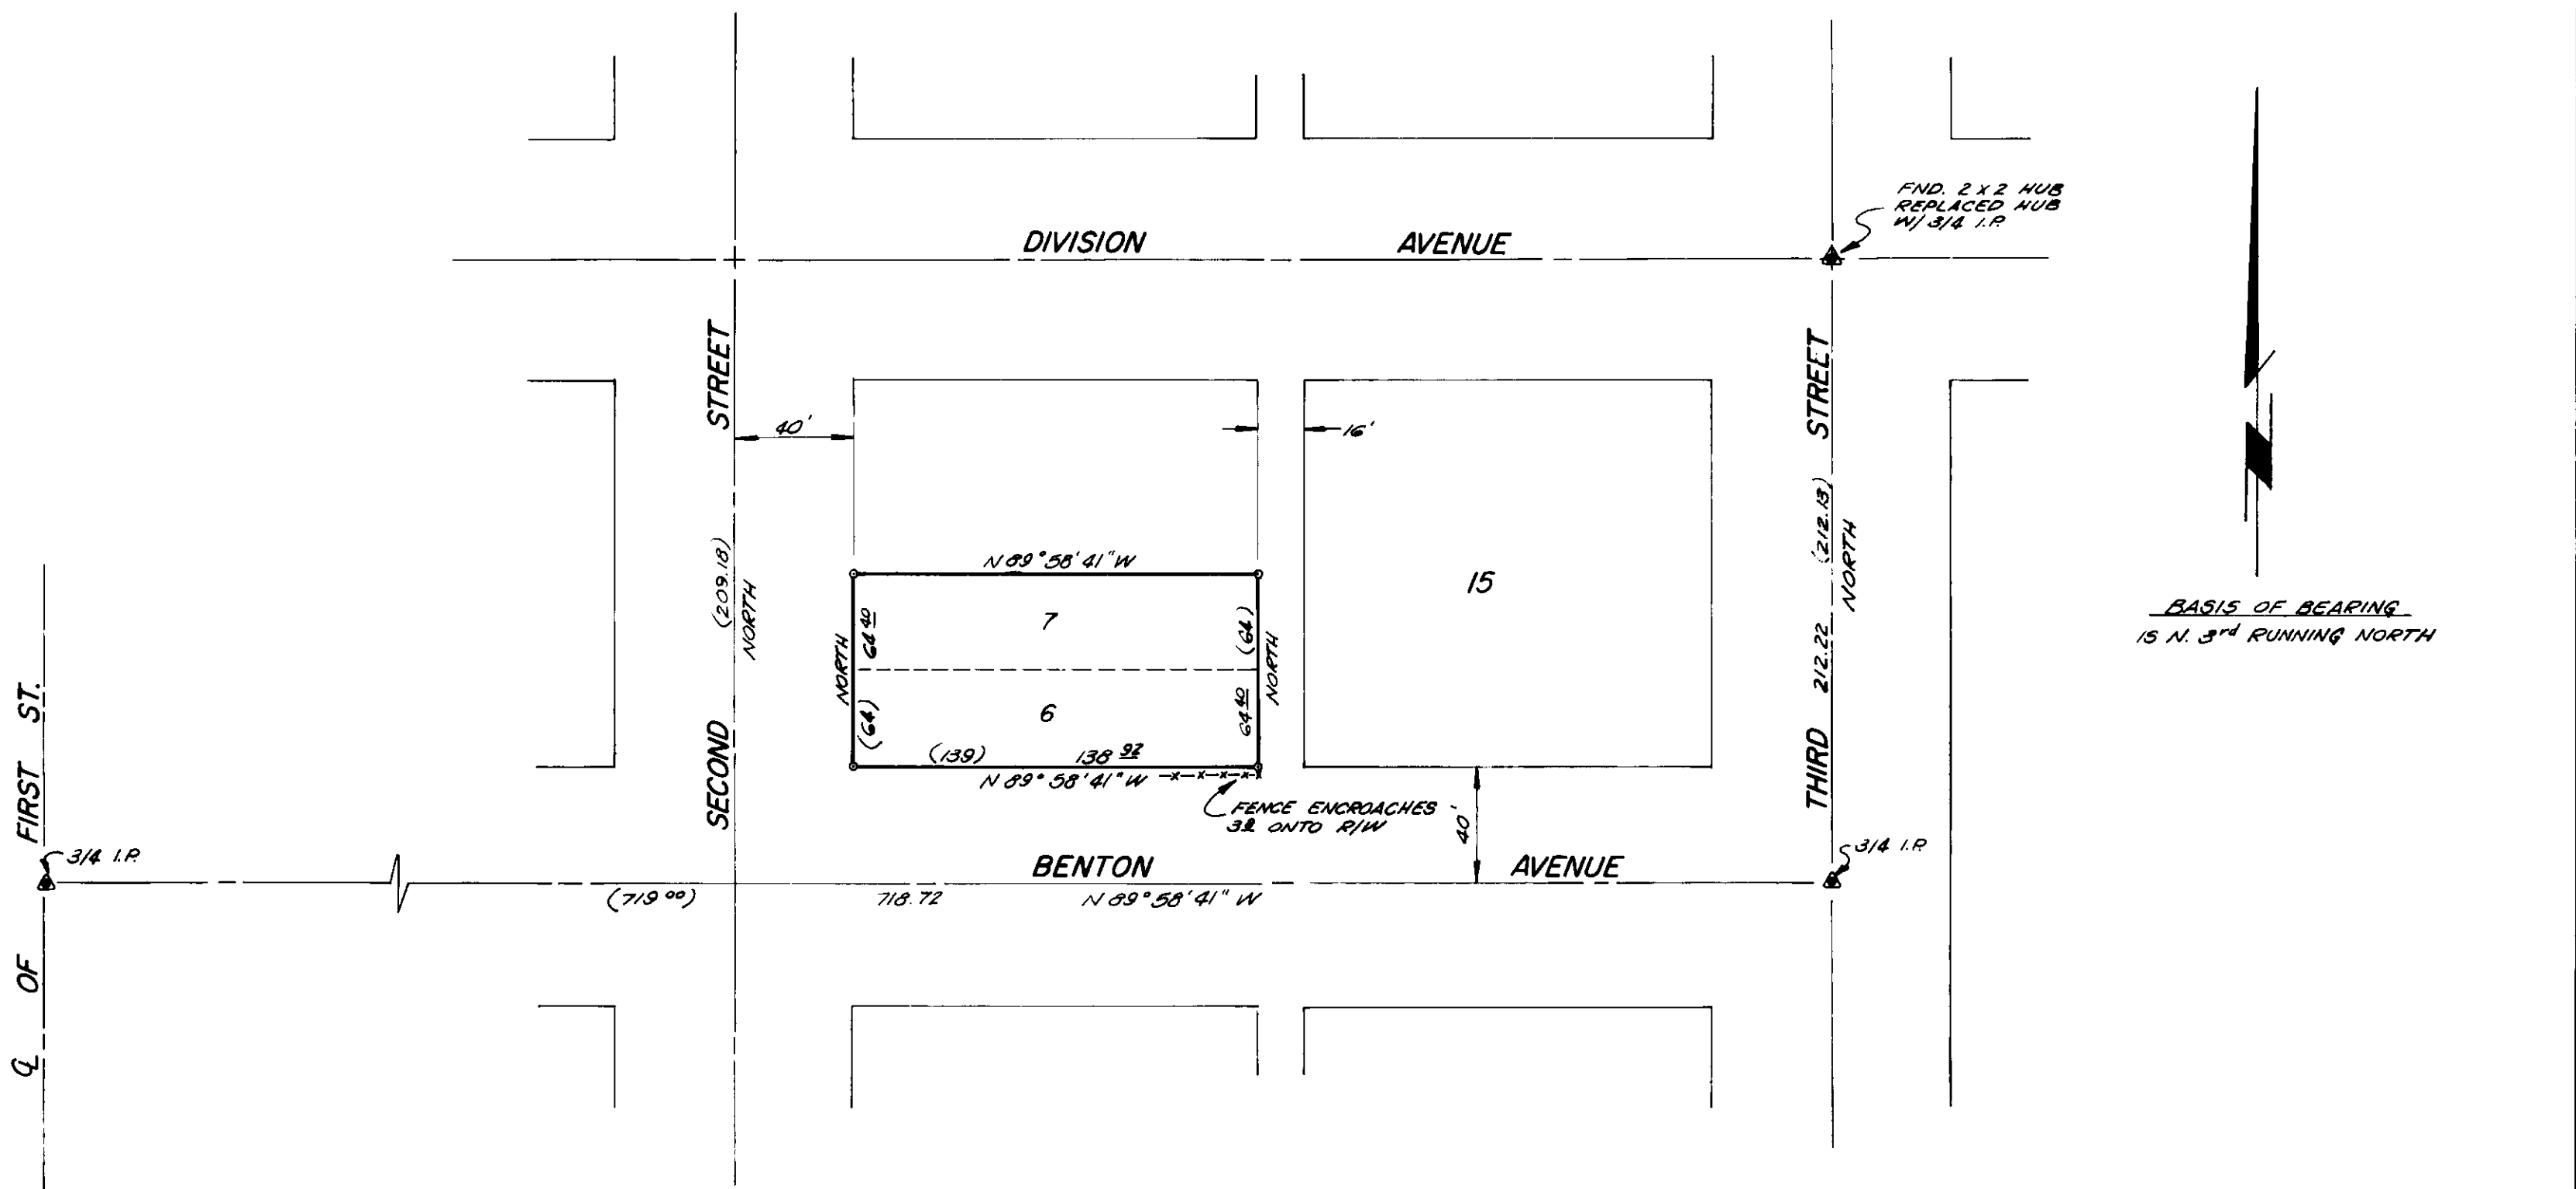 FND. 2 X 2 HUB
REPLACED HUB
W/ 3/4 I.P.
DIVISION AVENUE
SECOND STREET
(209.18)
NORTH
40'
16'
THIRD STREET
212.22 (212.13)
NORTH
N 89° 58' 41" W
7
6
15
NORTH
64 40
(64)
(64)
64 40
NORTH
(139) 138 92
N 89° 58' 41" W
-x-x-x-x-x
FENCE ENCROACHES
ONTO R/W
40'
BASIS OF BEARING
IS N. 3rd RUNNING NORTH
℄ OF FIRST ST.
3/4 I.P.
BENTON AVENUE
3/4 I.P.
(719 00) 718.72 N 89° 58' 41" W